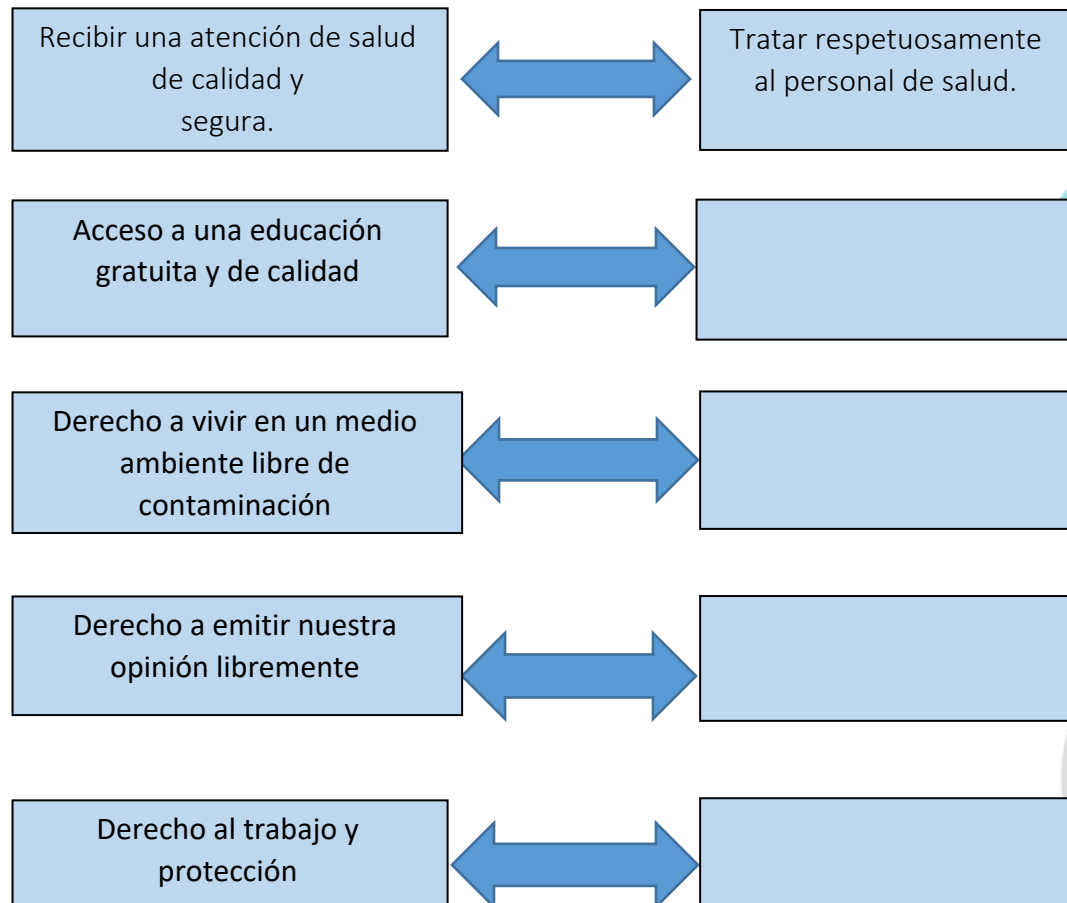 Recibir una atención de salud
de calidad y
segura.
Tratar respetuosamente
al personal de salud.
Acceso a una educación
gratuita y de calidad
Derecho a vivir en un medio
ambiente libre de
contaminación
Derecho a emitir nuestra
opinión libremente
Derecho al trabajo y
protección